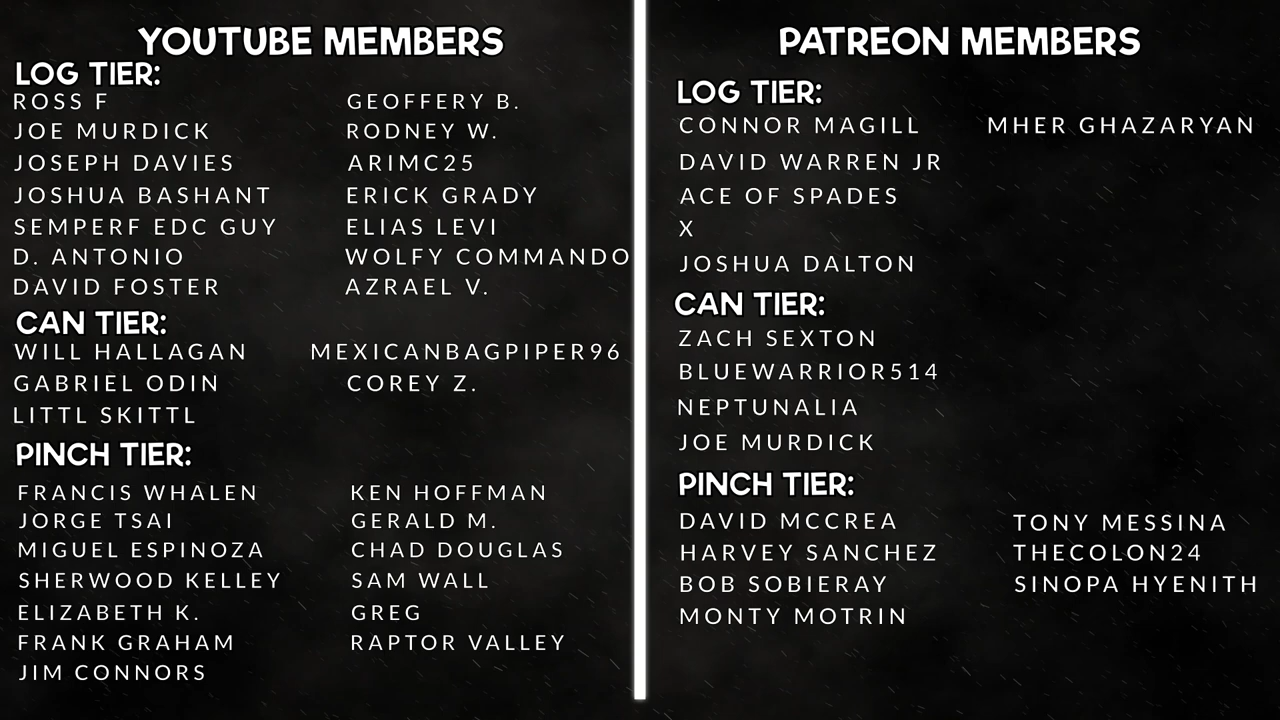 YOUTUBE MEMBERS
LOG TIER:
ROSS F
JOE MURDICK
JOSEPH DAVIES
JOSHUA BASHANT
SEMPERF EDC GUY
D. ANTONIO
DAVID FOSTER
GEOFFERY B.
RODNEY W.
ARIMC25
ERICK GRADY
ELIAS LEVI
WOLFY COMMANDO
AZRAEL V.
CAN TIER:
WILL HALLAGAN
GABRIEL ODIN
LITTL SKITTL
MEXICANBAGPIPER96
COREY Z.
PINCH TIER:
FRANCIS WHALEN
JORGE TSAI
MIGUEL ESPINOZA
SHERWOOD KELLEY
ELIZABETH K.
FRANK GRAHAM
JIM CONNORS
KEN HOFFMAN
GERALD M.
CHAD DOUGLAS
SAM WALL
GREG
RAPTOR VALLEY
PATREON MEMBERS
LOG TIER:
CONNOR MAGILL
DAVID WARREN JR
ACE OF SPADES
X
JOSHUA DALTON
MHER GHAZARYAN
CAN TIER:
ZACH SEXTON
BLUEWARRIOR514
NEPTUNALIA
JOE MURDICK
PINCH TIER:
DAVID MCCREA
HARVEY SANCHEZ
BOB SOBIERAY
MONTY MOTRIN
TONY MESSINA
THECOLON24
SINOPA HYENITH